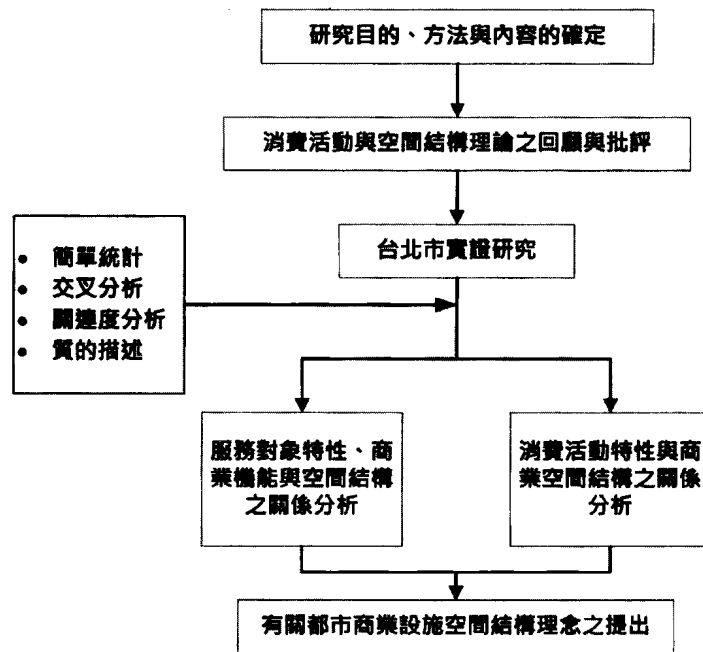 研究目的、方法與內容的確定
消費活動與空間結構理論之回顧與批評
台北市實證研究
• 簡單統計
• 交叉分析
• 關連度分析
• 質的描述
服務對象特性、商
業機能與空間結構
之關係分析
消費活動特性與商
業空間結構之關係
分析
有關都市商業設施空間結構理念之提出